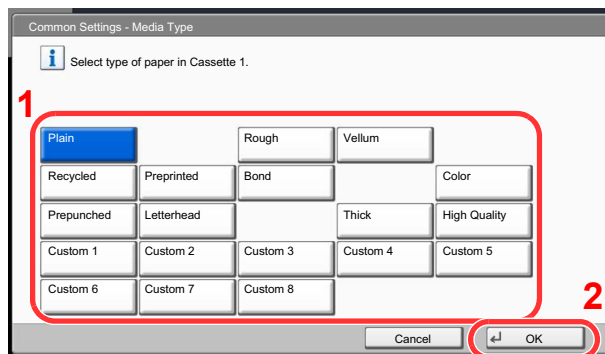 Common Settings - Media Type
i Select type of paper in Cassette 1.
1
Plain Rough Vellum
Recycled Preprinted Bond Color
Prepunched Letterhead Thick High Quality
Custom 1 Custom 2 Custom 3 Custom 4 Custom 5
Custom 6 Custom 7 Custom 8
2
Cancel OK